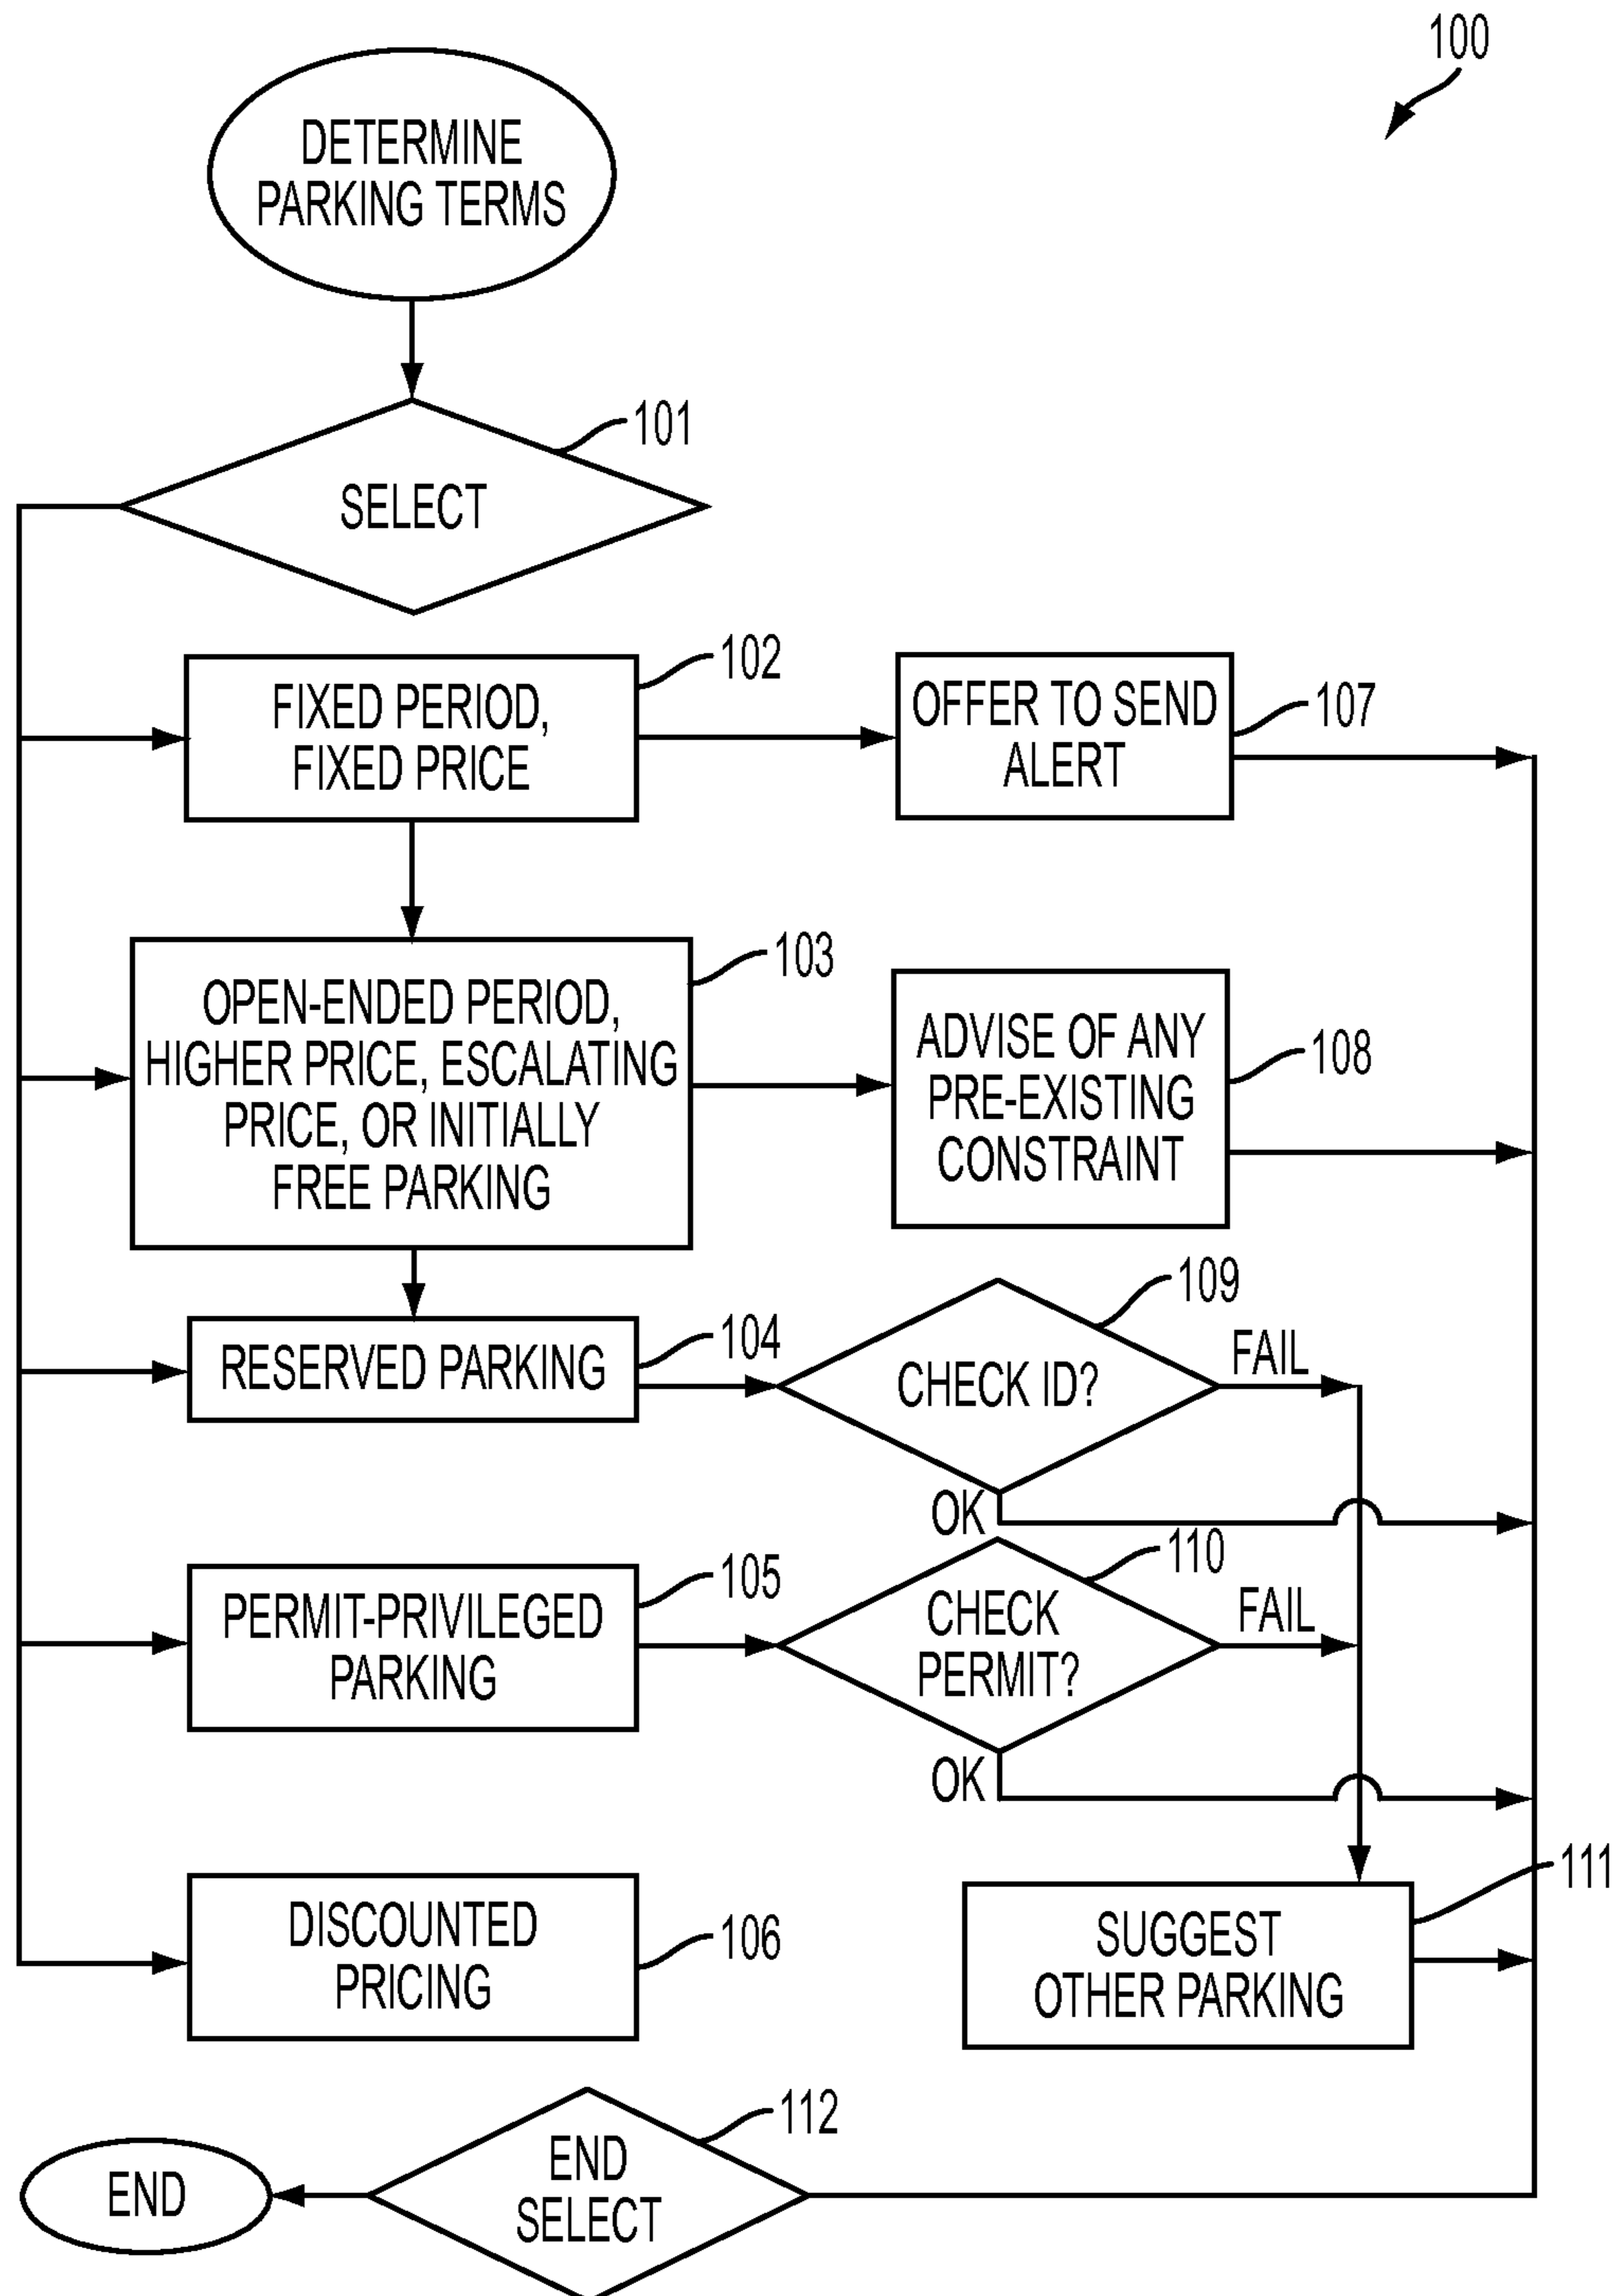 100
DETERMINE
PARKING TERMS
101
SELECT
102
FIXED PERIOD,
FIXED PRICE
OFFER TO SEND
ALERT
107
103
OPEN-ENDED PERIOD,
HIGHER PRICE, ESCALATING
PRICE, OR INITIALLY
FREE PARKING
ADVISE OF ANY
PRE-EXISTING
CONSTRAINT
108
104
RESERVED PARKING
109
CHECK ID?
FAIL
OK
105
PERMIT-PRIVILEGED
PARKING
110
CHECK
PERMIT?
FAIL
OK
106
DISCOUNTED
PRICING
111
SUGGEST
OTHER PARKING
112
END
SELECT
END